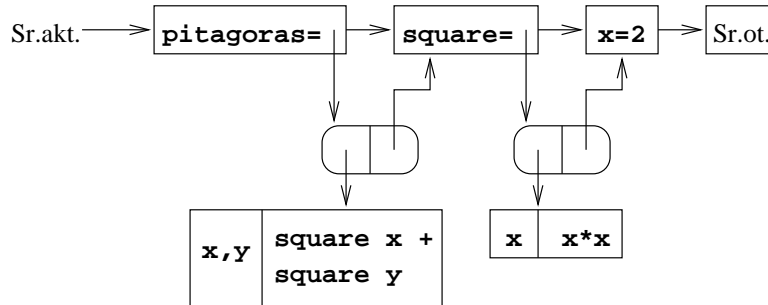 Sr.akt. pitagoras= square= x=2 Sr.ot.
x,y square x + x x*x
square y